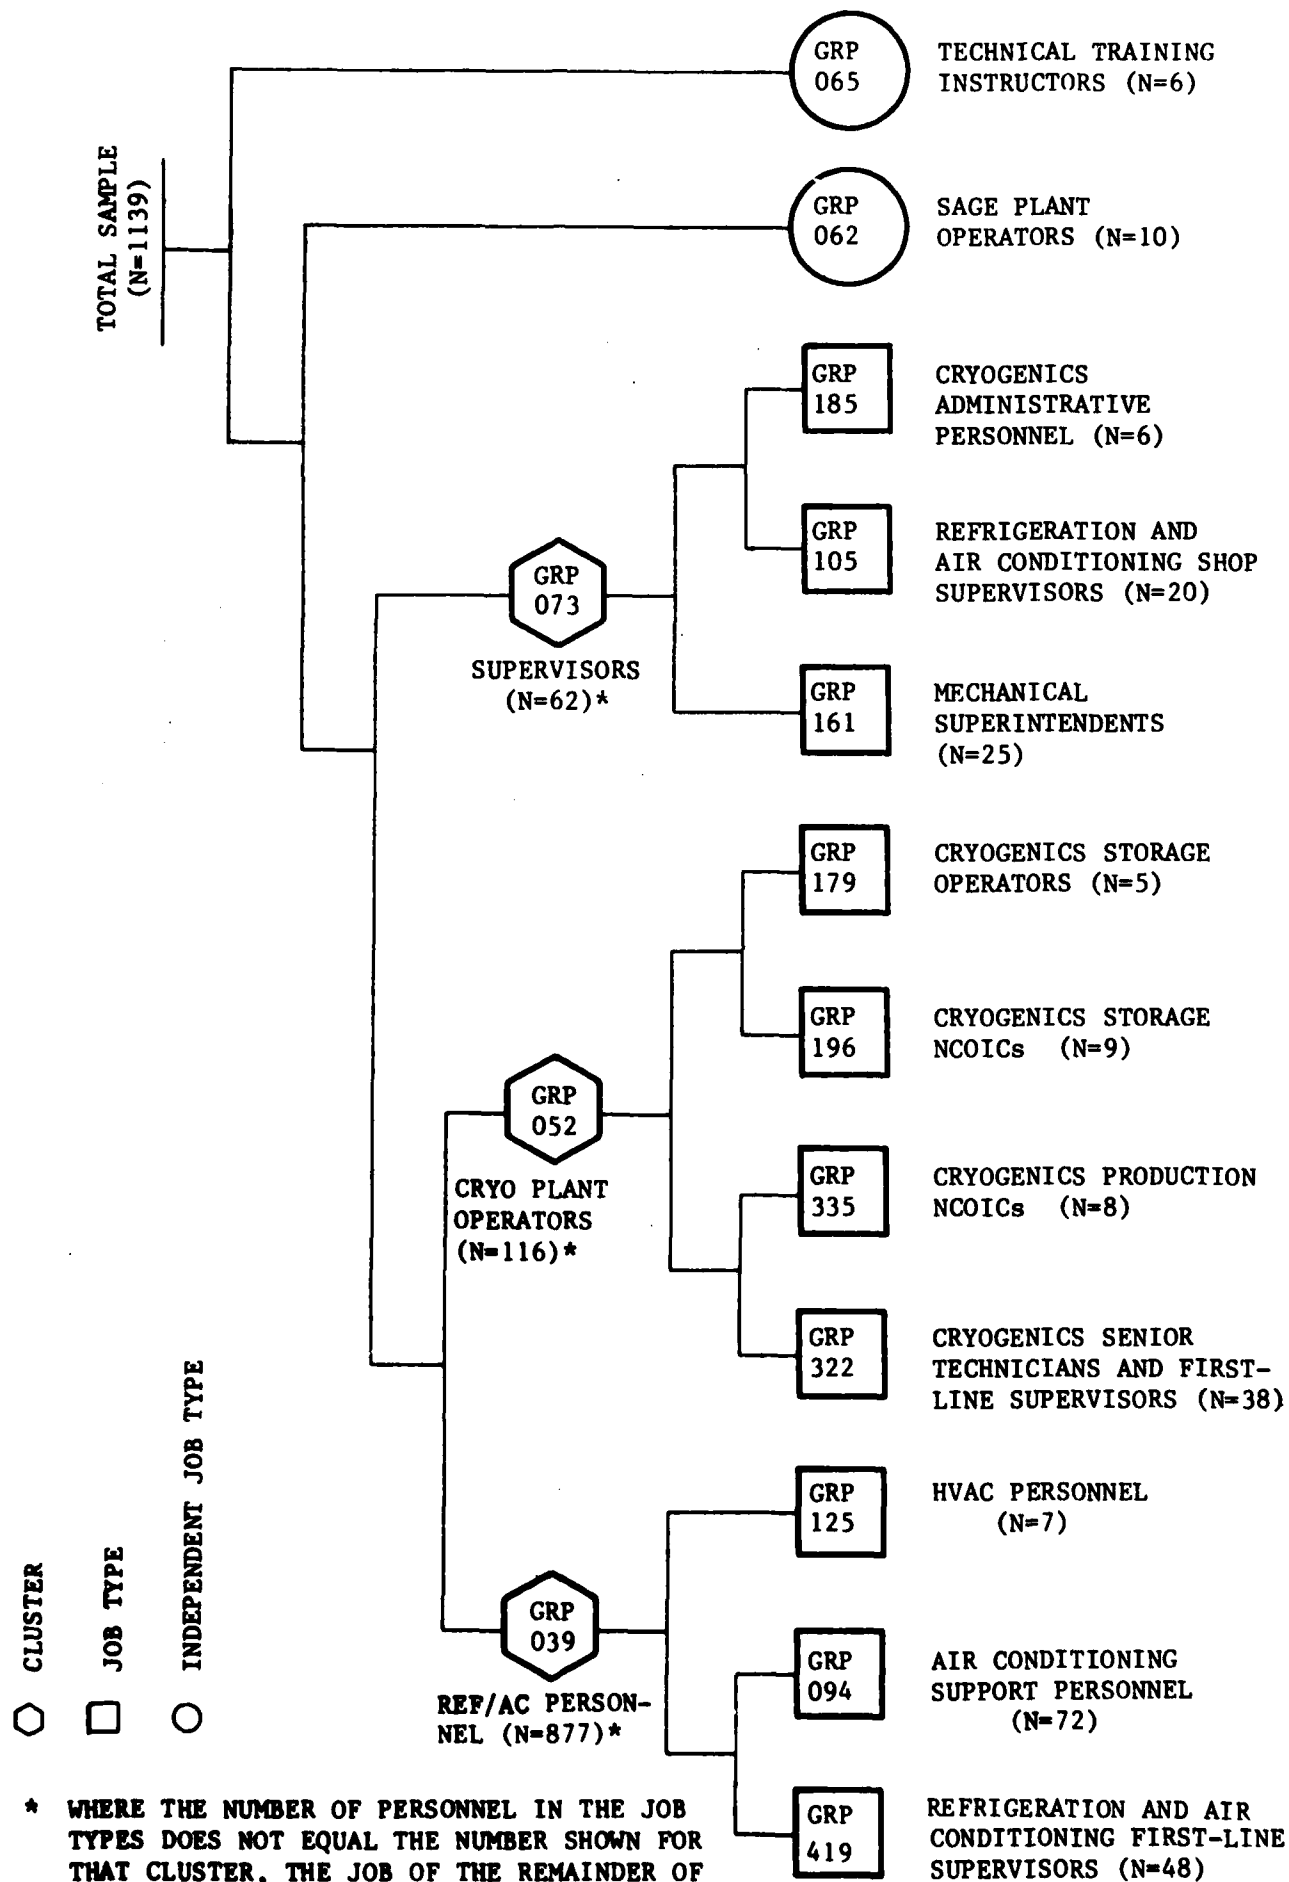 TOTAL SAMPLE
(N=1139)
GRP
065
TECHNICAL TRAINING
INSTRUCTORS (N=6)
GRP
062
SAGE PLANT
OPERATORS (N=10)
GRP
185
CRYOGENICS
ADMINISTRATIVE
PERSONNEL (N=6)
GRP
105
REFRIGERATION AND
AIR CONDITIONING SHOP
SUPERVISORS (N=20)
GRP
073
SUPERVISORS
(N=62)*
GRP
161
MECHANICAL
SUPERINTENDENTS
(N=25)
GRP
179
CRYOGENICS STORAGE
OPERATORS (N=5)
GRP
196
CRYOGENICS STORAGE
NCOICs (N=9)
GRP
052
CRYO PLANT
OPERATORS
(N=116)*
GRP
335
CRYOGENICS PRODUCTION
NCOICs (N=8)
GRP
322
CRYOGENICS SENIOR
TECHNICIANS AND FIRST-
LINE SUPERVISORS (N=38)
GRP
125
HVAC PERSONNEL
(N=7)
GRP
039
REF/AC PERSON-
NEL (N=877)*
GRP
094
AIR CONDITIONING
SUPPORT PERSONNEL
(N=72)
GRP
419
REFRIGERATION AND AIR
CONDITIONING FIRST-LINE
SUPERVISORS (N=48)
CLUSTER
JOB TYPE
INDEPENDENT JOB TYPE
* WHERE THE NUMBER OF PERSONNEL IN THE JOB
TYPES DOES NOT EQUAL THE NUMBER SHOWN FOR
THAT CLUSTER. THE JOB OF THE REMAINDER OF